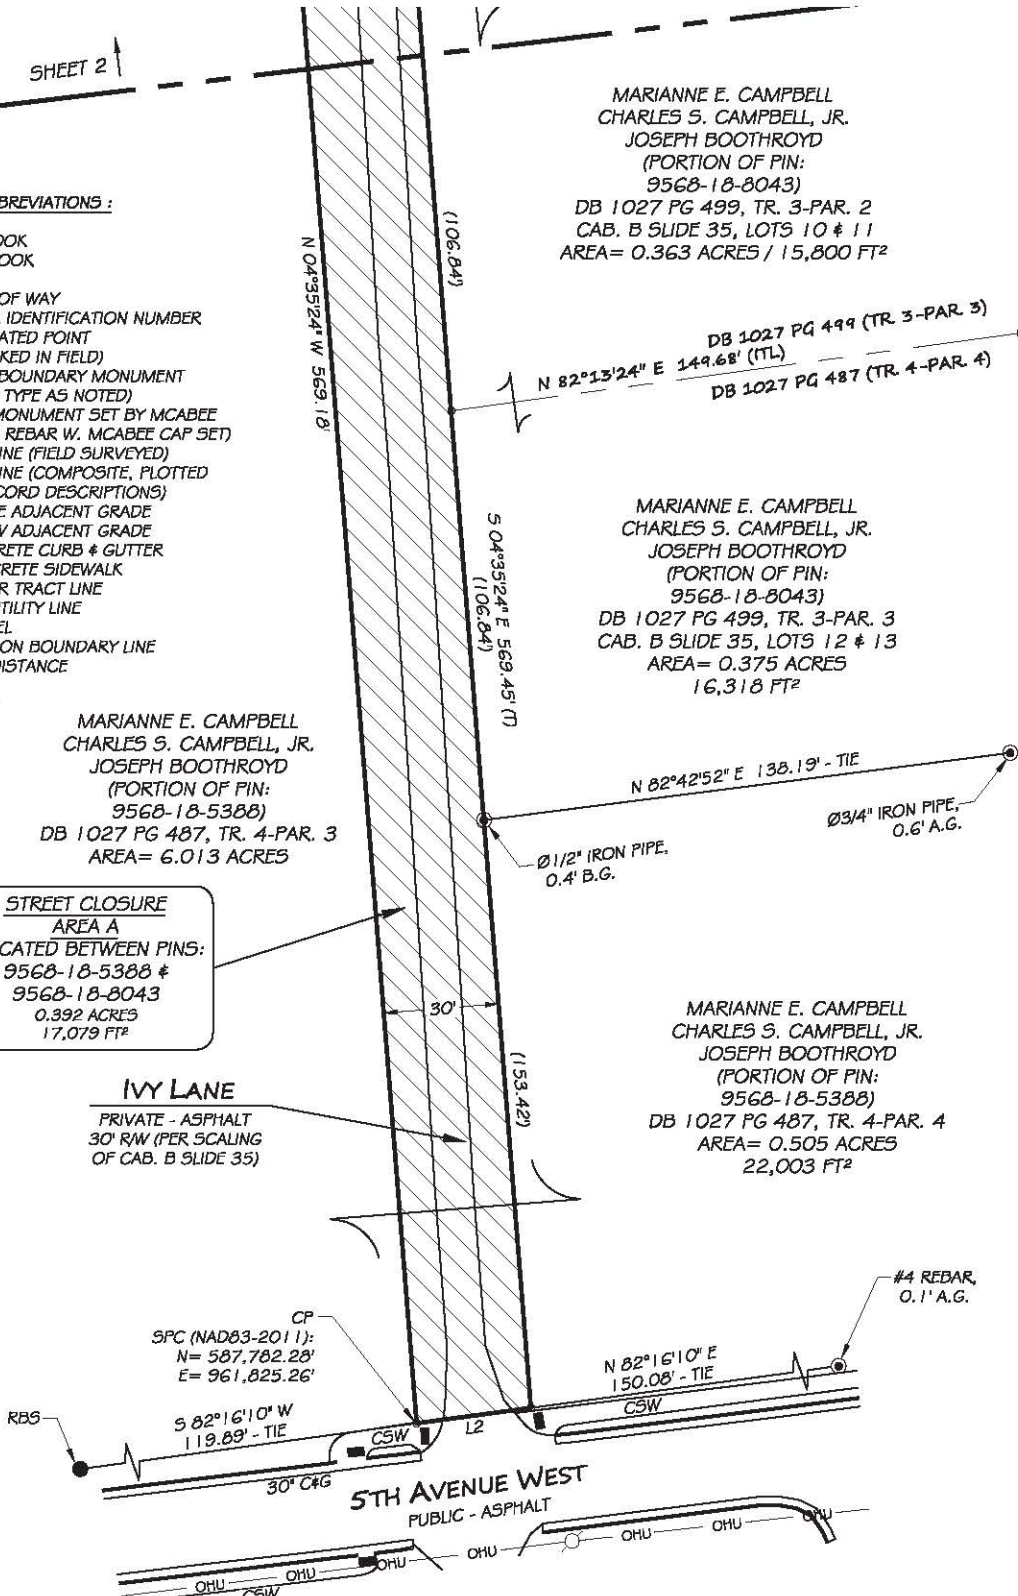 SHEET 2
MARIANNE E. CAMPBELL
CHARLES S. CAMPBELL, JR.
JOSEPH BOOTHROYD
(PORTION OF PIN:
9568-18-8043)
DB 1027 PG 499, TR. 3-PAR. 2
CAB. B SLIDE 35, LOTS 10 & 11
AREA= 0.363 ACRES / 15,800 FT²
BREVIATIONS :
OOK
OOK
OF WAY
IDENTIFICATION NUMBER
ATED POINT
KED IN FIELD)
BOUNDARY MONUMENT
TYPE AS NOTED)
MONUMENT SET BY MCABEE
REBAR W. MCABEE CAP SET)
INE (FIELD SURVEYED)
INE (COMPOSITE, PLOTTED
CORD DESCRIPTIONS)
E ADJACENT GRADE
W ADJACENT GRADE
RETE CURB & GUTTER
CRETE SIDEWALK
R TRACT LINE
TILITY LINE
EL
ON BOUNDARY LINE
DISTANCE
N 04°35'24" W 569.18'
(106.84')
DB 1027 PG 499 (TR. 3-PAR. 3)
N 82°13'24" E 149.68' (ITL)
DB 1027 PG 487 (TR. 4-PAR. 4)
S 04°35'24" E 569.45' (T)
(106.84')
MARIANNE E. CAMPBELL
CHARLES S. CAMPBELL, JR.
JOSEPH BOOTHROYD
(PORTION OF PIN:
9568-18-8043)
DB 1027 PG 499, TR. 3-PAR. 3
CAB. B SLIDE 35, LOTS 12 & 13
AREA= 0.375 ACRES
16,318 FT²
MARIANNE E. CAMPBELL
CHARLES S. CAMPBELL, JR.
JOSEPH BOOTHROYD
(PORTION OF PIN:
9568-18-5388)
DB 1027 PG 487, TR. 4-PAR. 3
AREA= 6.013 ACRES
N 82°42'52" E 138.19' - TIE
Ø3/4" IRON PIPE,
0.6' A.G.
Ø1/2" IRON PIPE,
0.4' B.G.
STREET CLOSURE
AREA A
CATED BETWEEN PINS:
9568-18-5388 &
9568-18-8043
0.392 ACRES
17,079 FT²
30'
(153.42')
MARIANNE E. CAMPBELL
CHARLES S. CAMPBELL, JR.
JOSEPH BOOTHROYD
(PORTION OF PIN:
9568-18-5388)
DB 1027 PG 487, TR. 4-PAR. 4
AREA= 0.505 ACRES
22,003 FT²
IVY LANE
PRIVATE - ASPHALT
30' R/W (PER SCALING
OF CAB. B SLIDE 35)
#4 REBAR,
0.1' A.G.
CP
SPC (NAD83-2011):
N= 587,782.28'
E= 961,825.26'
N 82°16'10" E
150.08' - TIE
CSW
RBS
S 82°16'10" W
119.89' - TIE
CSW
L2
30" C&G
5TH AVENUE WEST
PUBLIC - ASPHALT
OHU
OHU
OHU
OHU
OHU
OHU
OHU
CSW